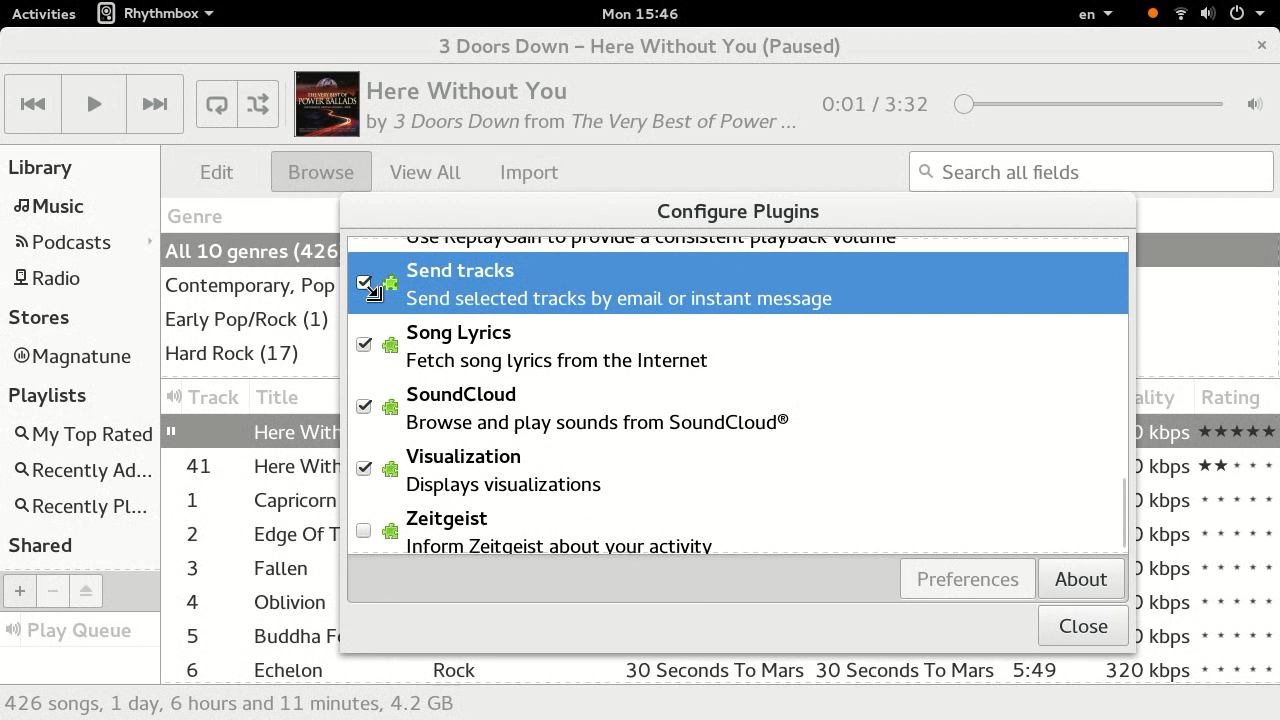 Activities Rhythmbox Mon 15:46 en
3 Doors Down – Here Without You (Paused)
Here Without You
by 3 Doors Down from The Very Best of Power ...
0:01 / 3:32
THE VERY BEST OF
POWER BALLADS
Library
Music
Podcasts
Radio
Stores
Magnatune
Playlists
My Top Rated
Recently Ad...
Recently Pl...
Shared
Play Queue
Edit Browse View All Import Search all fields
Genre
All 10 genres (426
Contemporary, Pop
Early Pop/Rock (1)
Hard Rock (17)
Configure Plugins
Use ReplayGain to provide a consistent playback volume
Send tracks
Send selected tracks by email or instant message
Song Lyrics
Fetch song lyrics from the Internet
SoundCloud
Browse and play sounds from SoundCloud®
Visualization
Displays visualizations
Zeitgeist
Inform Zeitgeist about your activity
Preferences About
Close
Track Title ality Rating
Here With 0 kbps ★★★★★
41 Here With 0 kbps ★★
1 Capricorn 0 kbps
2 Edge Of T 0 kbps
3 Fallen 0 kbps
4 Oblivion 0 kbps
5 Buddha Fo 0 kbps
6 Echelon Rock 30 Seconds To Mars 30 Seconds To Mars 5:49 320 kbps
426 songs, 1 day, 6 hours and 11 minutes, 4.2 GB